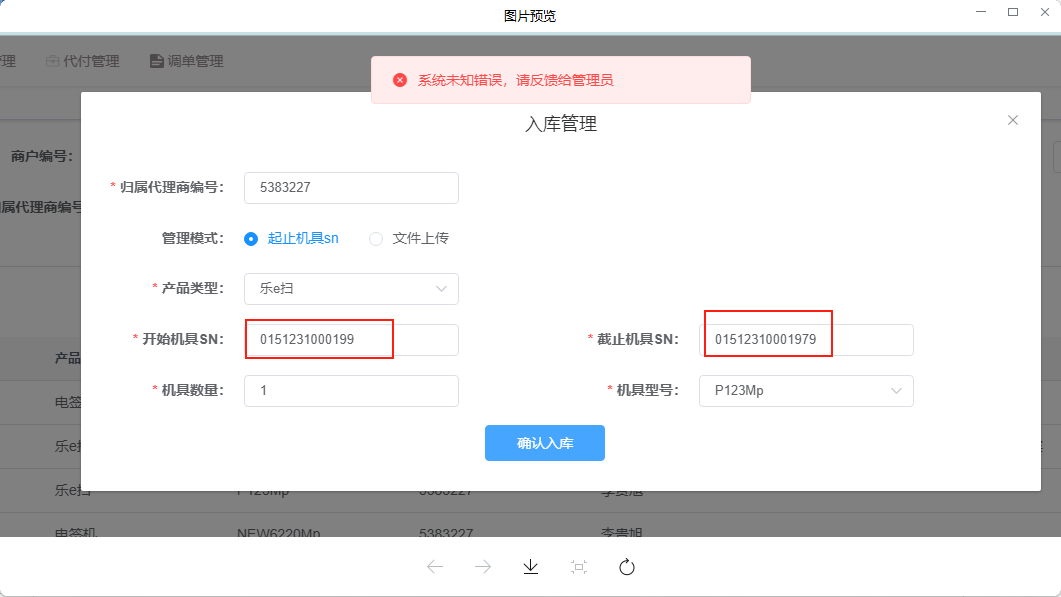 图片预览
管理 代付管理 调单管理
系统未知错误，请反馈给管理员
入库管理
商户编号：
* 归属代理商编号： 5383227
归属代理商编号
管理模式： 起止机具sn 文件上传
* 产品类型： 乐e扫
* 开始机具SN： 0151231000199 * 截止机具SN： 01512310001979
产品
* 机具数量： 1 * 机具型号： P123Mp
电签
确认入库
乐e扫
乐e扫 P123Mp 5383227 李贵旭
电签机 NEW6220Mp 5383227 李贵旭